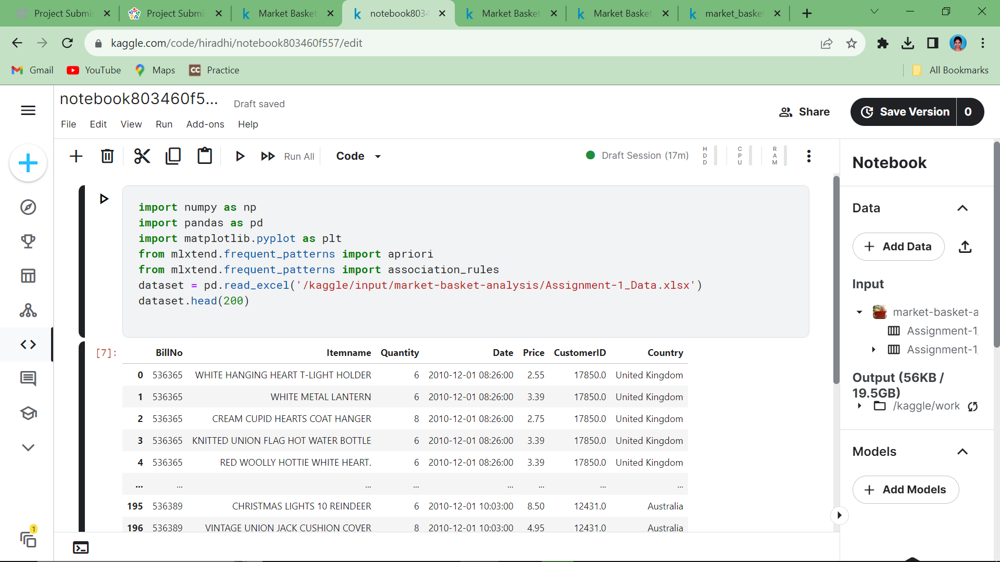 Project Submis
Project Submi
Market Basket
notebook8034
Market Basket
Market Basket
market_basket
kaggle.com/code/hiradhi/notebook803460f557/edit
Gmail
YouTube
Maps
CC
Practice
All Bookmarks
notebook803460f5...
Draft saved
File
Edit
View
Run
Add-ons
Help
Share
Save Version
0
Run All
Code
Draft Session (17m)
HDD
CPU
RAM
import numpy as np
import pandas as pd
import matplotlib.pyplot as plt
from mlxtend.frequent_patterns import apriori
from mlxtend.frequent_patterns import association_rules
dataset = pd.read_excel('/kaggle/input/market-basket-analysis/Assignment-1_Data.xlsx')
dataset.head(200)
[7]:
BillNo Itemname Quantity Date Price CustomerID Country
0 536365 WHITE HANGING HEART T-LIGHT HOLDER 6 2010-12-01 08:26:00 2.55 17850.0 United Kingdom
1 536365 WHITE METAL LANTERN 6 2010-12-01 08:26:00 3.39 17850.0 United Kingdom
2 536365 CREAM CUPID HEARTS COAT HANGER 8 2010-12-01 08:26:00 2.75 17850.0 United Kingdom
3 536365 KNITTED UNION FLAG HOT WATER BOTTLE 6 2010-12-01 08:26:00 3.39 17850.0 United Kingdom
4 536365 RED WOOLLY HOTTIE WHITE HEART. 6 2010-12-01 08:26:00 3.39 17850.0 United Kingdom
... ... ... ... ... ... ... ...
195 536389 CHRISTMAS LIGHTS 10 REINDEER 6 2010-12-01 10:03:00 8.50 12431.0 Australia
196 536389 VINTAGE UNION JACK CUSHION COVER 8 2010-12-01 10:03:00 4.95 12431.0 Australia
Notebook
Data
Add Data
Input
market-basket-a
Assignment-1_
Assignment-1_
Output (56KB /
19.5GB)
/kaggle/work
Models
Add Models
1